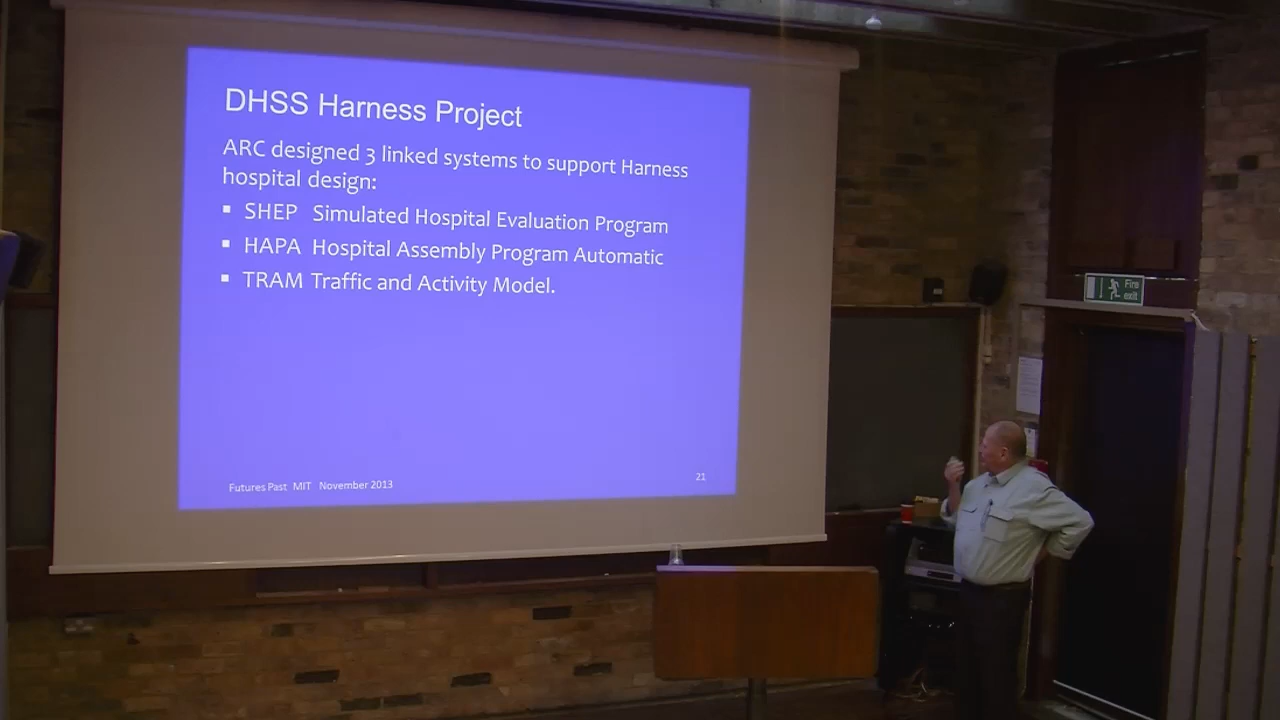 DHSS Harness Project
ARC designed 3 linked systems to support Harness
hospital design:
▪ SHEP Simulated Hospital Evaluation Program
▪ HAPA Hospital Assembly Program Automatic
▪ TRAM Traffic and Activity Model.
Futures Past MIT November 2013
21
Fire
exit